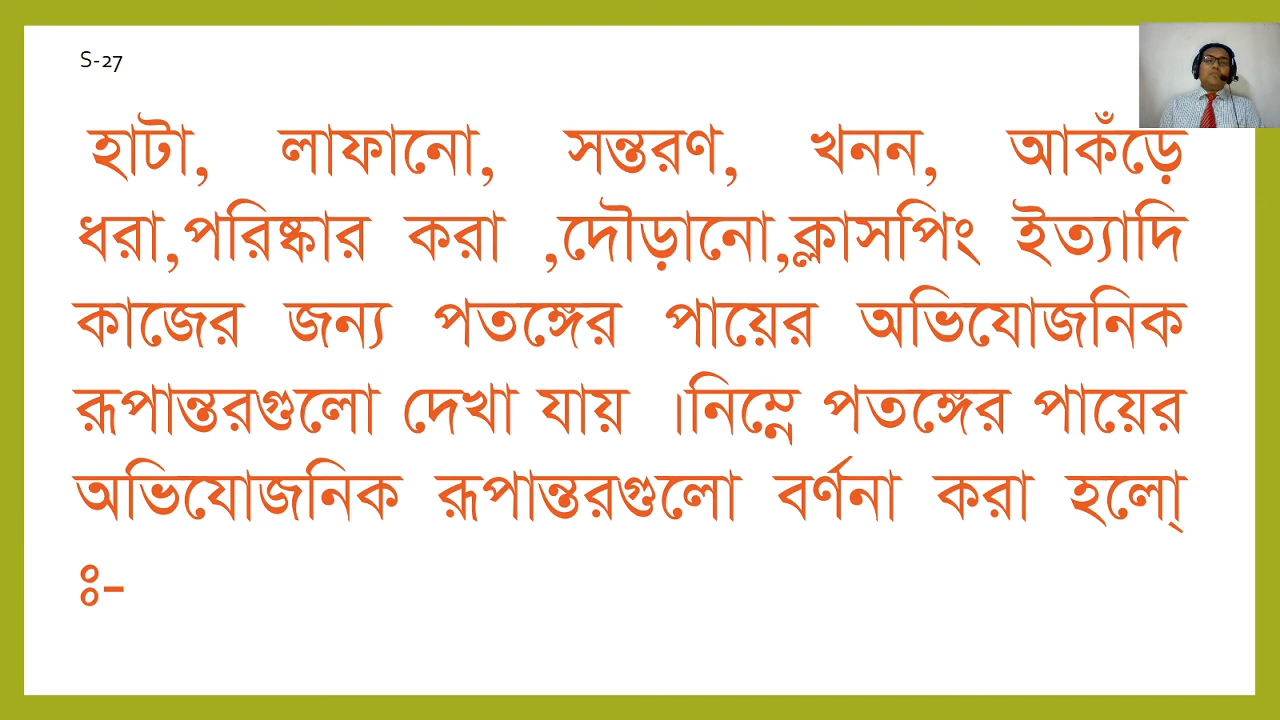 S-27
হাটা, লাফানো, সন্তরণ, খনন, আকঁড়ে
ধরা,পরিষ্কার করা ,দৌড়ানো,ক্লাসপিং ইত্যাদি
কাজের জন্য পতঙ্গের পায়ের অভিযোজনিক
রূপান্তরগুলো দেখা যায় ।নিম্নে পতঙ্গের পায়ের
অভিযোজনিক রূপান্তরগুলো বর্ণনা করা হলো্
ঃ-